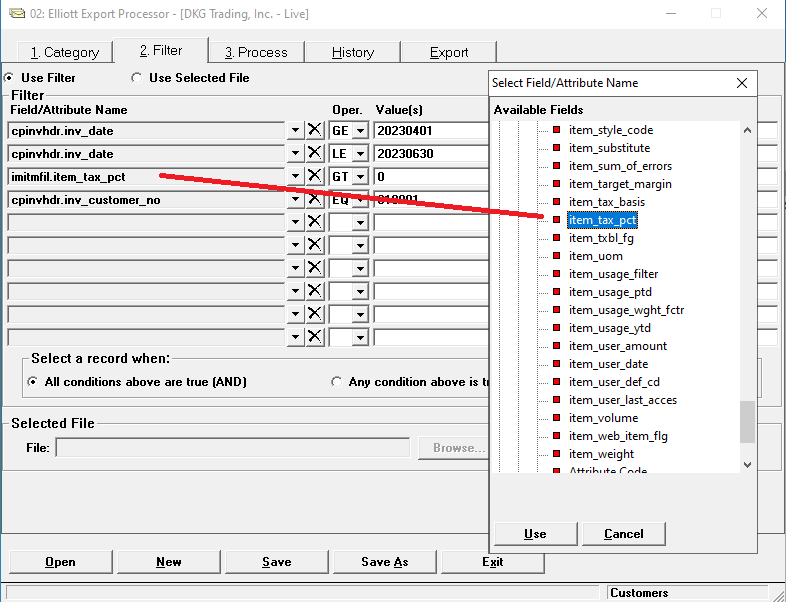 02: Elliott Export Processor - [DKG Trading, Inc. - Live]
1. Category
2. Filter
3. Process
History
Export
Use Filter
Use Selected File
Filter
Field/Attribute Name
Oper.
Value(s)
cpinvhdr.inv_date
GE
20230401
cpinvhdr.inv_date
LE
20230630
imitmfil.item_tax_pct
GT
0
cpinvhdr.inv_customer_no
EQ
Select a record when:
All conditions above are true (AND)
Any condition above is
Selected File
File:
Browse...
Open
New
Save
Save As
Exit
Customers
Select Field/Attribute Name
Available Fields
item_style_code
item_substitute
item_sum_of_errors
item_target_margin
item_tax_basis
item_tax_pct
item_txbl_fg
item_uom
item_usage_filter
item_usage_ptd
item_usage_wght_fctr
item_usage_ytd
item_user_amount
item_user_date
item_user_def_cd
item_user_last_acces
item_volume
item_web_item_flg
item_weight
Attribute Code
Use
Cancel